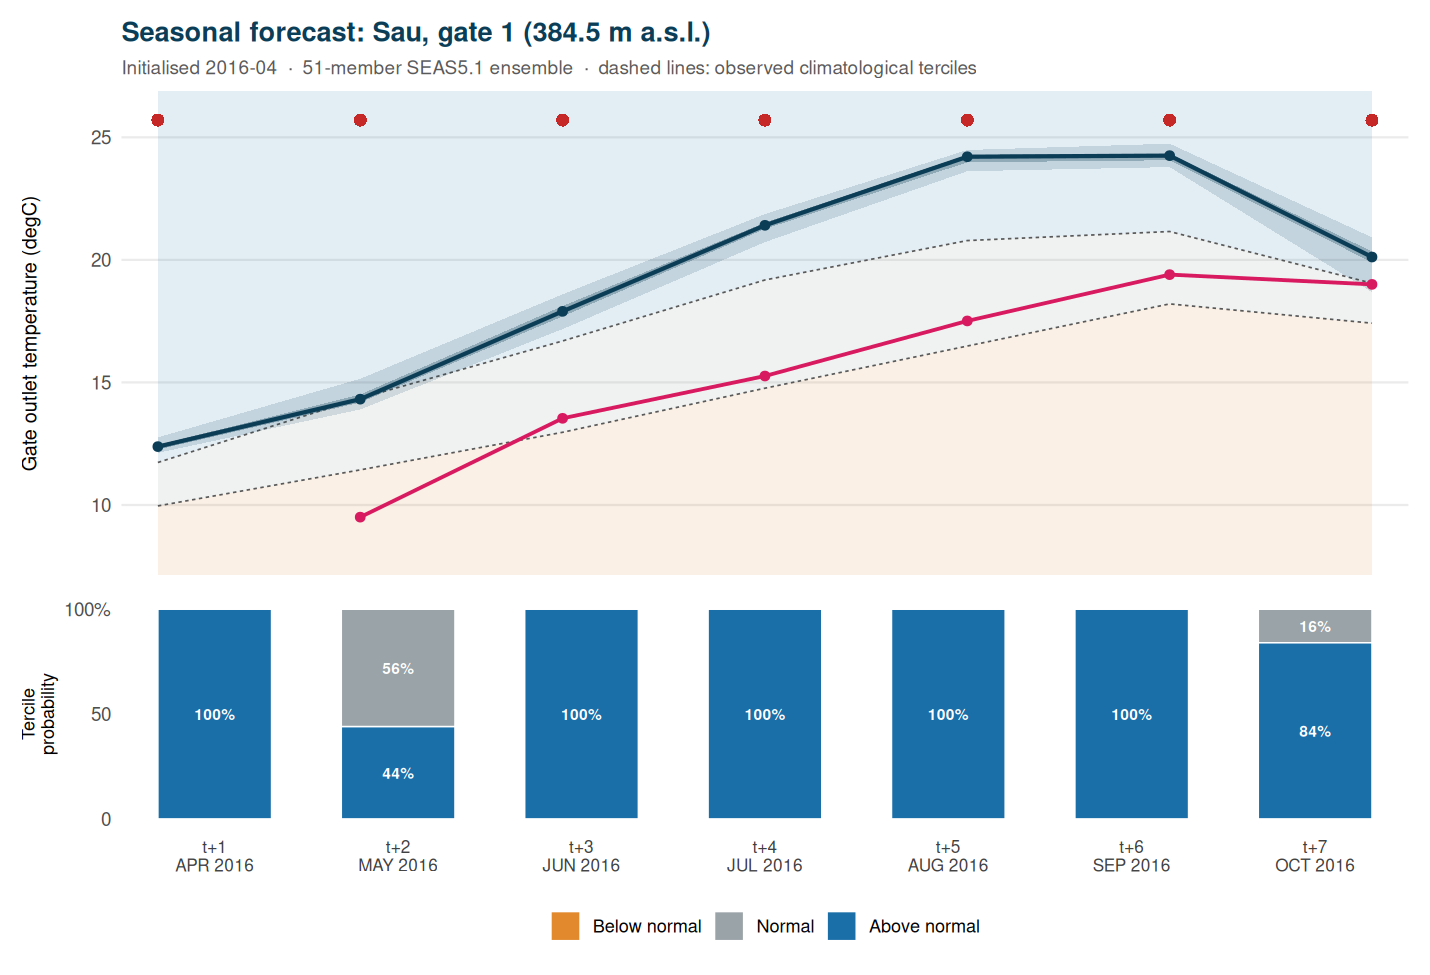 Seasonal forecast: Sau, gate 1 (384.5 m a.s.l.)
Initialised 2016-04 · 51-member SEAS5.1 ensemble · dashed lines: observed climatological terciles
Gate outlet temperature (degC)
25
20
15
10
Tercile
probability
100%
50
0
100%
56%
44%
100%
100%
100%
100%
16%
84%
t+1
APR 2016
t+2
MAY 2016
t+3
JUN 2016
t+4
JUL 2016
t+5
AUG 2016
t+6
SEP 2016
t+7
OCT 2016
Below normal
Normal
Above normal